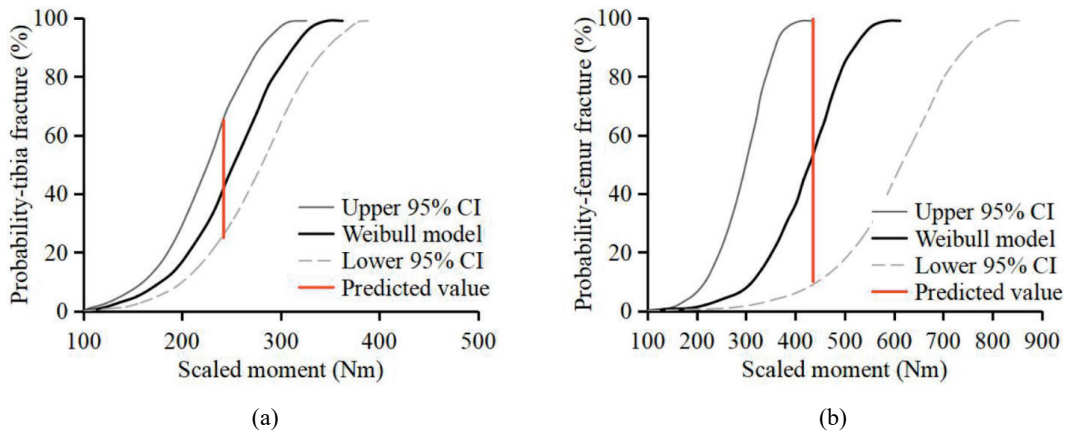 Probability-tibia fracture (%)
100
80
60
40
20
0
Upper 95% CI
Weibull model
Lower 95% CI
Predicted value
100
200
300
400
500
Scaled moment (Nm)
(a)
Probability-femur fracture (%)
100
80
60
40
20
0
Upper 95% CI
Weibull model
Lower 95% CI
Predicted value
100
200
300
400
500
600
700
800
900
Scaled moment (Nm)
(b)